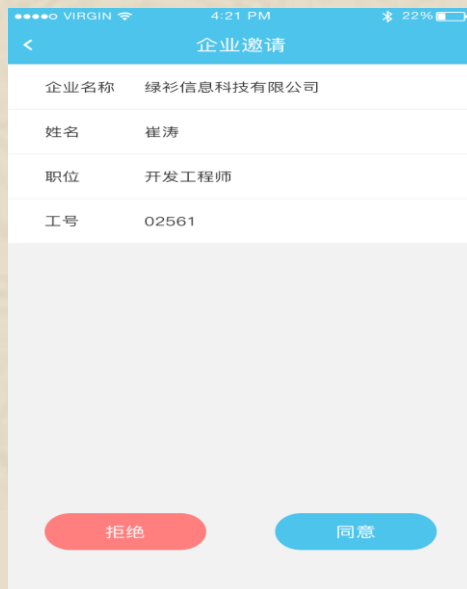 VIRGIN 4:21 PM 22%
< 企业邀请
企业名称 绿衫信息科技有限公司
姓名 崔涛
职位 开发工程师
工号 02561
拒绝 同意